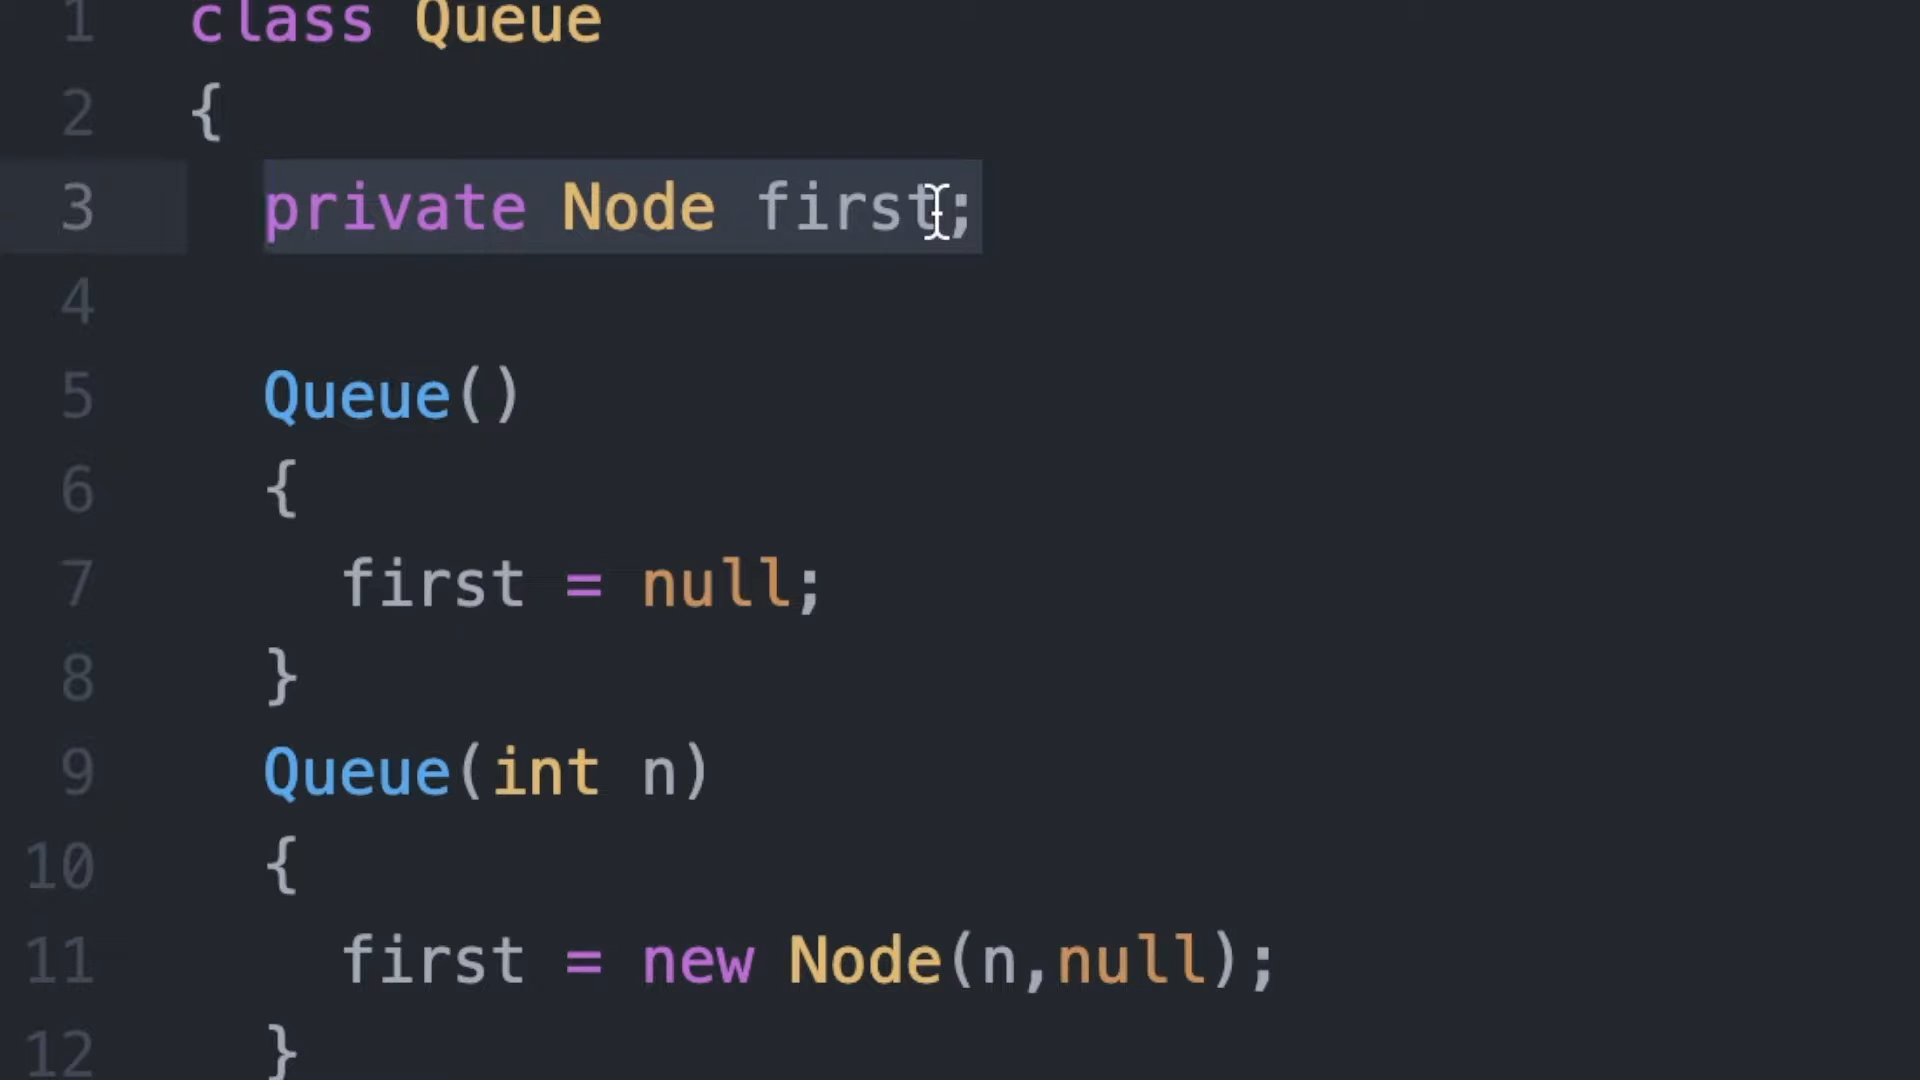 1 class Queue
2 {
3 private Node first;
4
5 Queue()
6 {
7 first = null;
8 }
9 Queue(int n)
10 {
11 first = new Node(n,null);
12 }